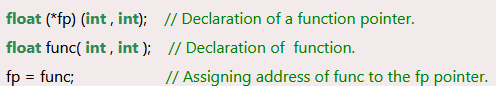 float (*fp) (int , int);    // Declaration of a function pointer.
float func( int , int );    // Declaration of  function.
fp = func;    // Assigning address of func to the fp pointer.